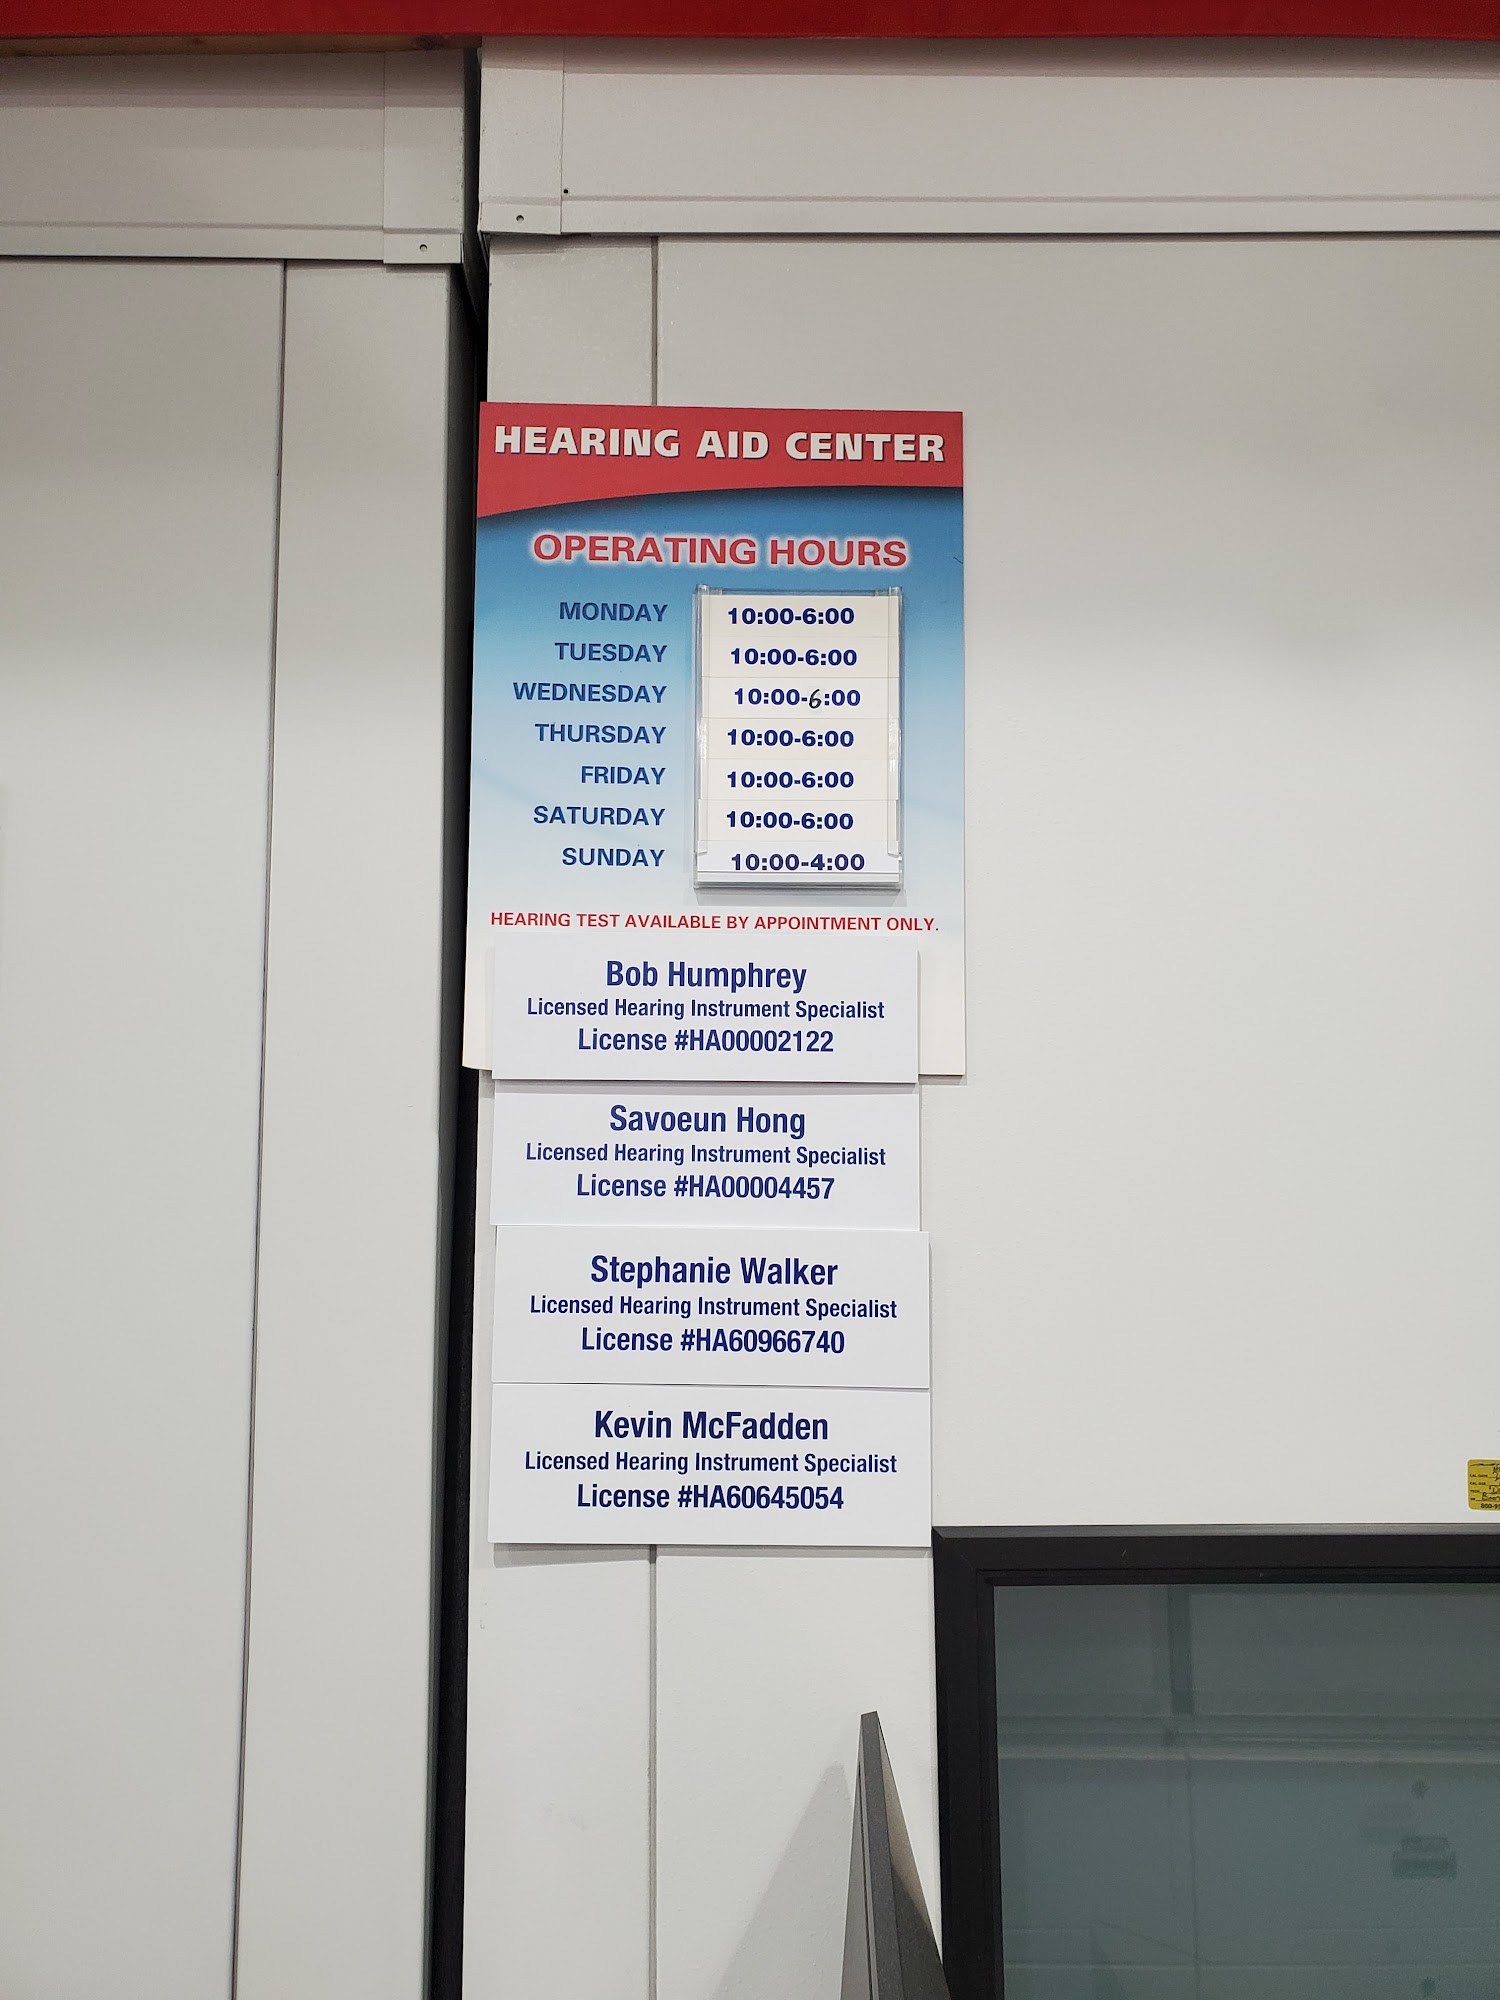 HEARING AID CENTER
OPERATING HOURS
MONDAY 10:00-6:00
TUESDAY 10:00-6:00
WEDNESDAY 10:00-6:00
THURSDAY 10:00-6:00
FRIDAY 10:00-6:00
SATURDAY 10:00-6:00
SUNDAY 10:00-4:00
HEARING TEST AVAILABLE BY APPOINTMENT ONLY.
Bob Humphrey
Licensed Hearing Instrument Specialist
License #HA00002122
Savoeun Hong
Licensed Hearing Instrument Specialist
License #HA00004457
Stephanie Walker
Licensed Hearing Instrument Specialist
License #HA60966740
Kevin McFadden
Licensed Hearing Instrument Specialist
License #HA60645054